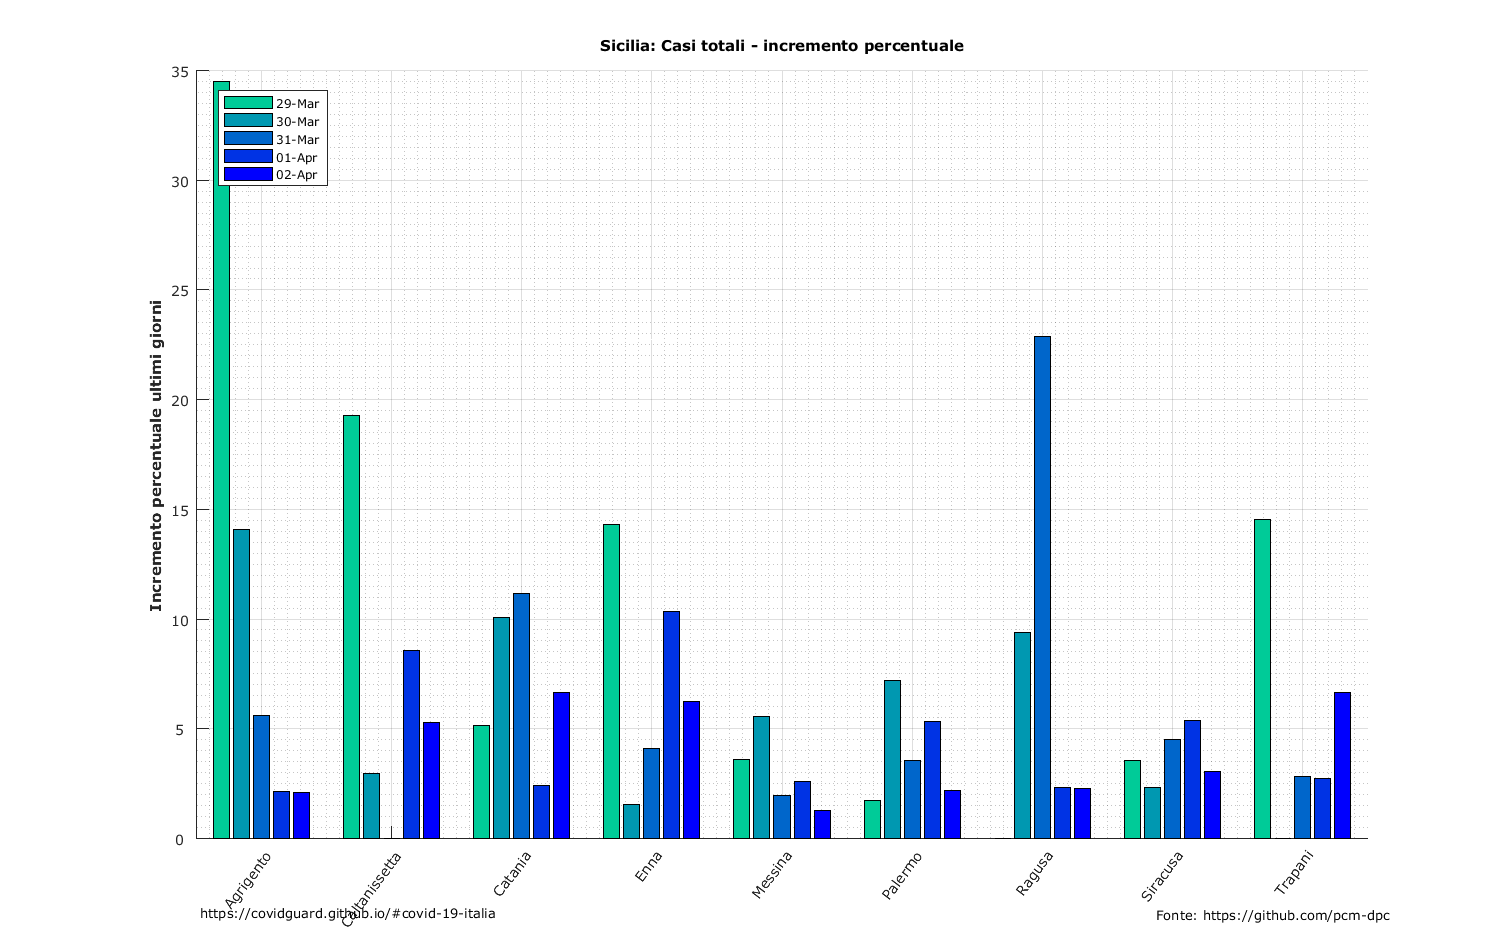 Sicilia: Casi totali - incremento percentuale
Incremento percentuale ultimi giorni
35
30
25
20
15
10
5
0
29-Mar
30-Mar
31-Mar
01-Apr
02-Apr
Agrigento
Caltanissetta
Catania
Enna
Messina
Palermo
Ragusa
Siracusa
Trapani
https://covidguard.github.io/#covid-19-italia
Fonte: https://github.com/pcm-dpc